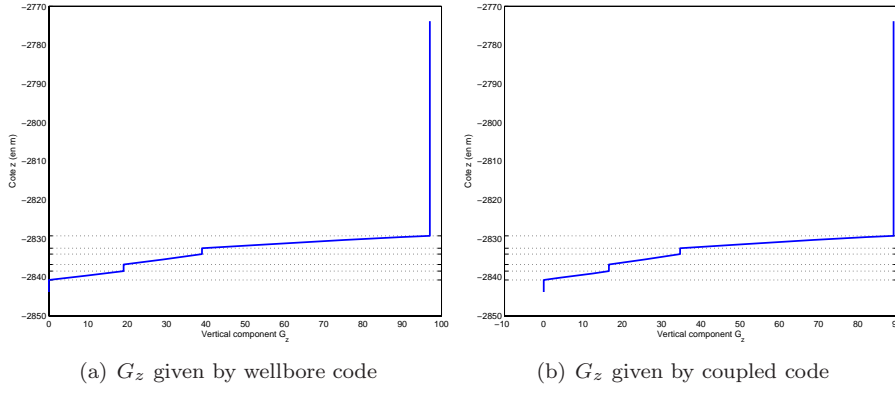 −2770
−2780
−2790
−2800
−2810
−2820
−2830
−2840
−2850
Cote z (en m)
0 10 20 30 40 50 60 70 80 90 100
Vertical component G_z
(a) G_z given by wellbore code
−2770
−2780
−2790
−2800
−2810
−2820
−2830
−2840
−2850
Cote z (en m)
−10 0 10 20 30 40 50 60 70 80
Vertical component G_z
(b) G_z given by coupled code